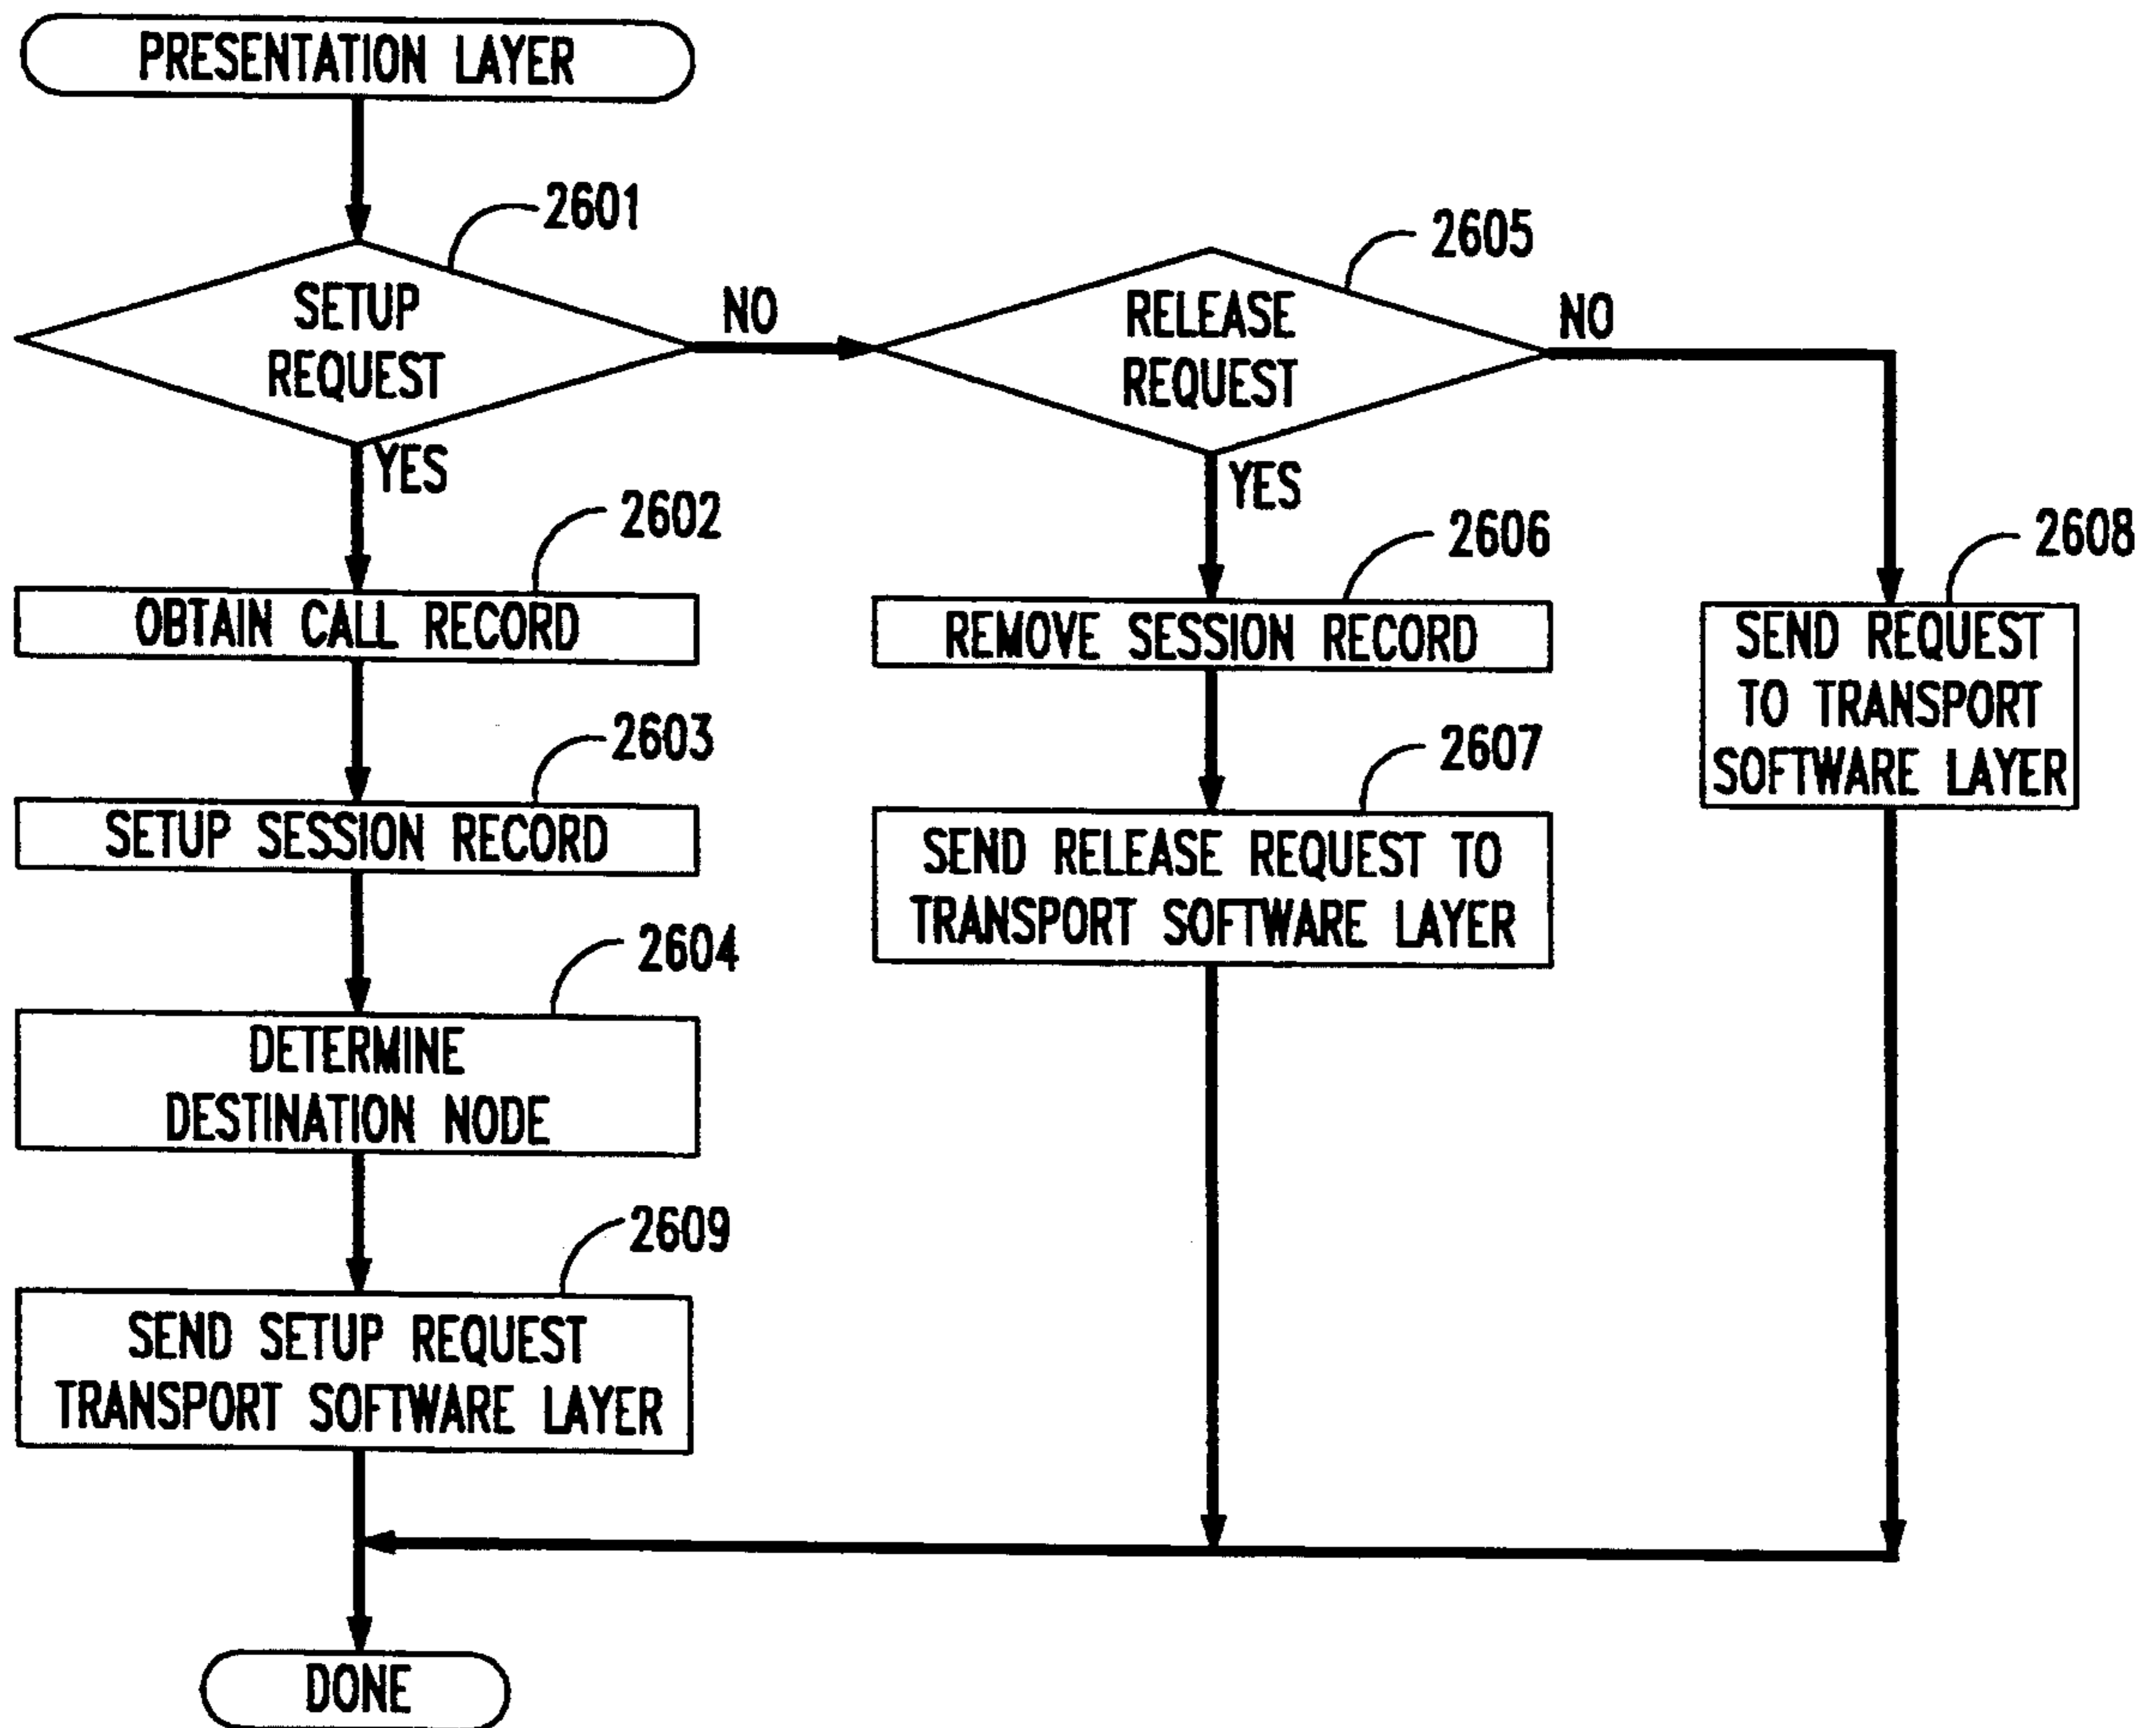 PRESENTATION LAYER
2601
SETUP
REQUEST
NO
YES
2605
RELEASE
REQUEST
NO
YES
2602
OBTAIN CALL RECORD
2606
REMOVE SESSION RECORD
2608
SEND REQUEST
TO TRANSPORT
SOFTWARE LAYER
2603
SETUP SESSION RECORD
2607
SEND RELEASE REQUEST TO
TRANSPORT SOFTWARE LAYER
2604
DETERMINE
DESTINATION NODE
2609
SEND SETUP REQUEST
TRANSPORT SOFTWARE LAYER
DONE